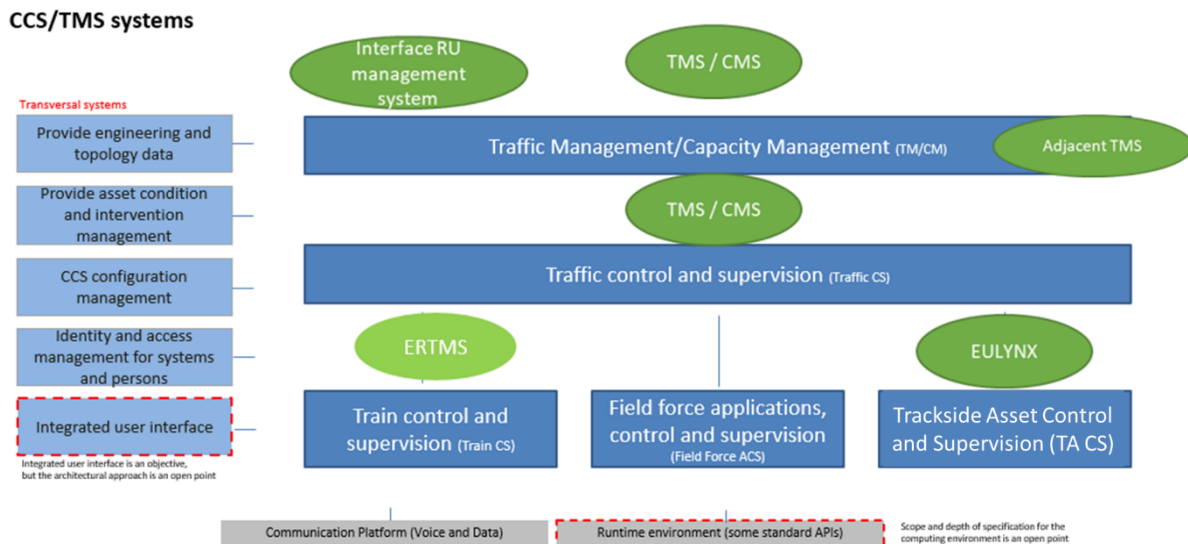 CCS/TMS systems
Interface RU
management
system
TMS / CMS
Transversal systems
Provide engineering and
topology data
Traffic Management/Capacity Management (TM/CM)
Adjacent TMS
Provide asset condition
and intervention
management
TMS / CMS
CCS configuration
management
Traffic control and supervision (Traffic CS)
Identity and access
management for systems
and persons
ERTMS
EULYNX
Integrated user interface
Train control and
supervision (Train CS)
Field force applications,
control and supervision
(Field Force ACS)
Trackside Asset Control
and Supervision (TA CS)
Integrated user interface is an objective,
but the architectural approach is an open point
Communication Platform (Voice and Data)
Runtime environment (some standard APIs)
Scope and depth of specification for the
computing environment is an open point